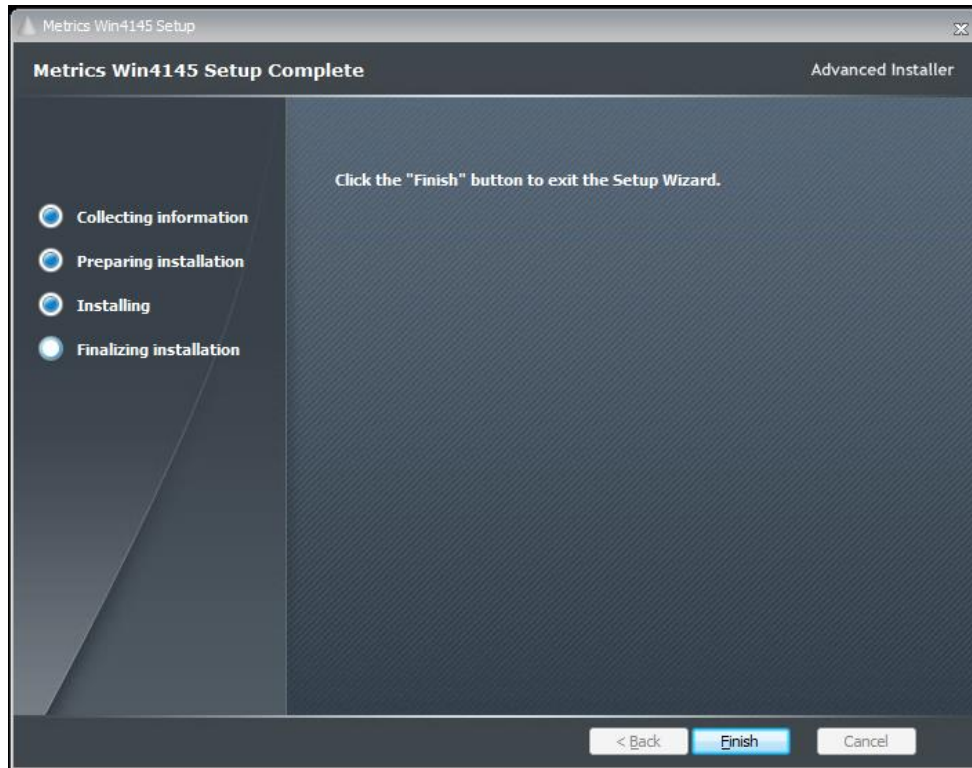 Metrics Win4145 Setup
Metrics Win4145 Setup Complete
Advanced Installer
Click the "Finish" button to exit the Setup Wizard.
Collecting information
Preparing installation
Installing
Finalizing installation
< Back
Finish
Cancel